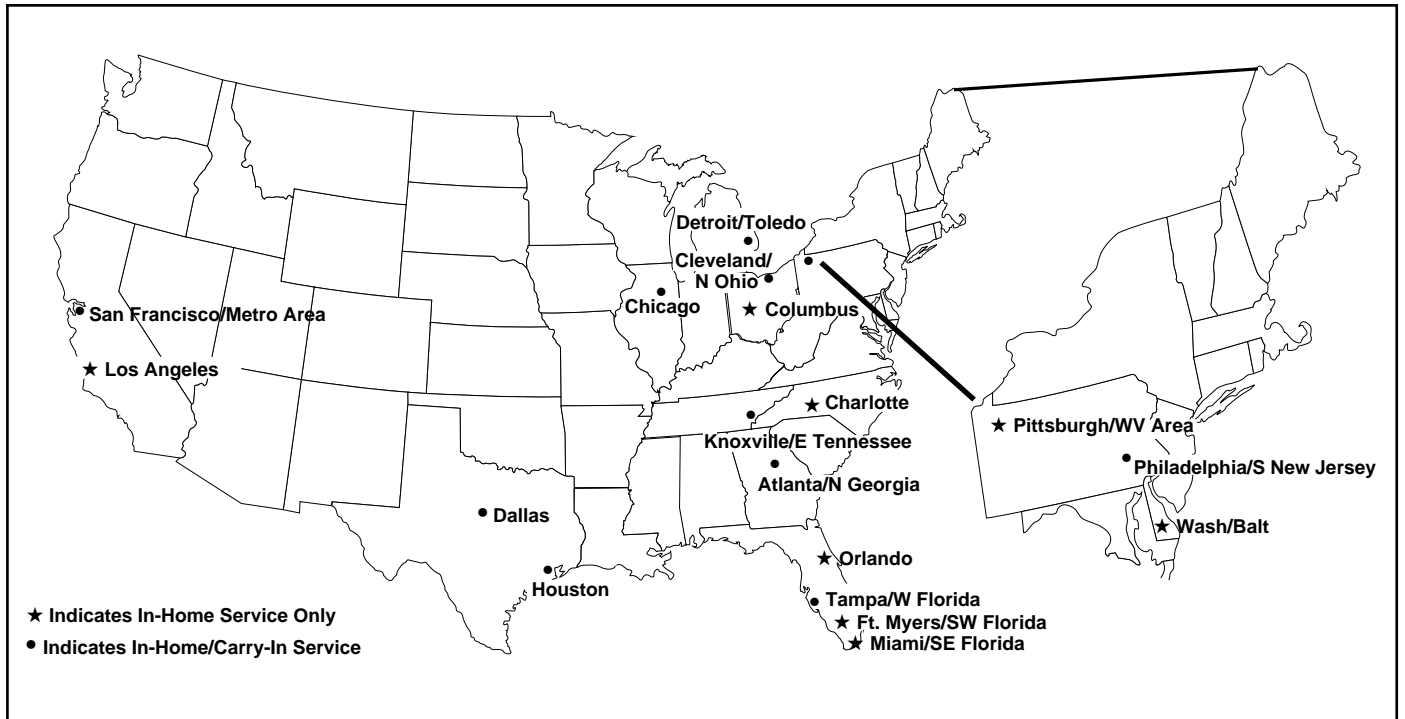 Detroit/Toledo
Cleveland/
N Ohio
Chicago
Columbus
San Francisco/Metro Area
Los Angeles
Charlotte
Knoxville/E Tennessee
Atlanta/N Georgia
Pittsburgh/WV Area
Philadelphia/S New Jersey
Wash/Balt
Dallas
Houston
Orlando
Tampa/W Florida
Ft. Myers/SW Florida
Miami/SE Florida
★ Indicates In-Home Service Only
• Indicates In-Home/Carry-In Service